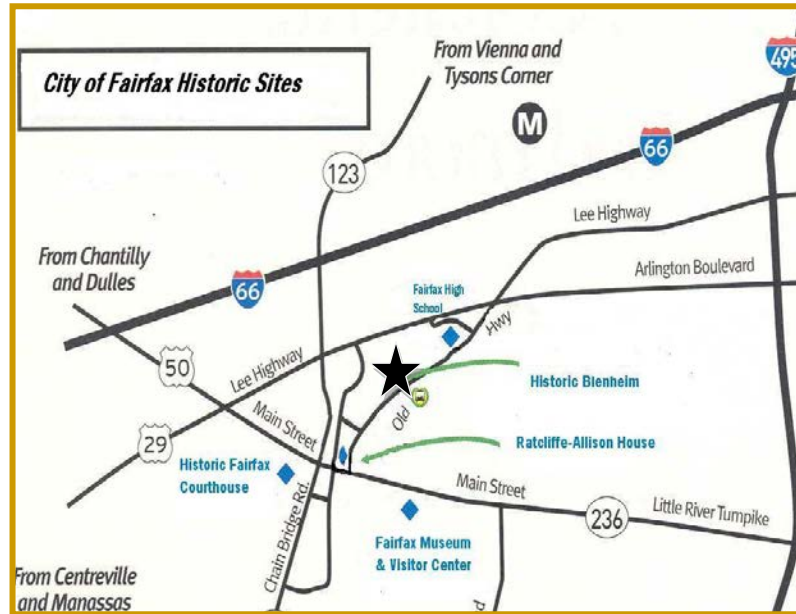 City of Fairfax Historic Sites
From Vienna and
Tysons Corner
M
495
66
123
Lee Highway
From Chantilly
and Dulles
Arlington Boulevard
66
Fairfax High
School
Hwy
50
Lee Highway
Historic Blenheim
Old
Main Street
29
Ratcliffe-Allison House
Historic Fairfax
Courthouse
Main Street
Little River Turnpike
236
Chain Bridge Rd.
Fairfax Museum
& Visitor Center
From Centreville
and Manassas
d